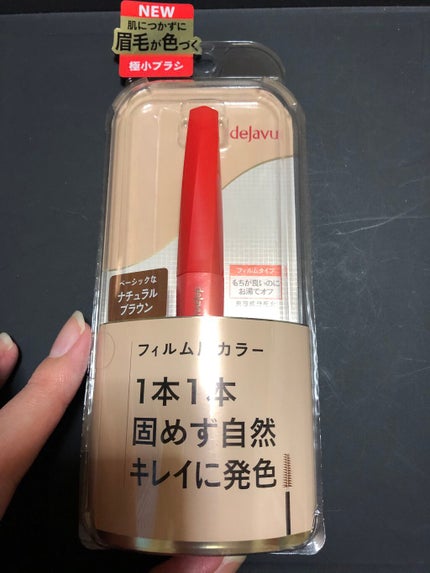 NEW
肌につかずに
眉毛が色づく
極小ブラシ
dejavu
フィルムタイプ
もちが良いのに
お湯でオフ
ベーシックな
ナチュラル
ブラウン
フィルム眉カラー
1本1本
固めず自然
キレイに発色